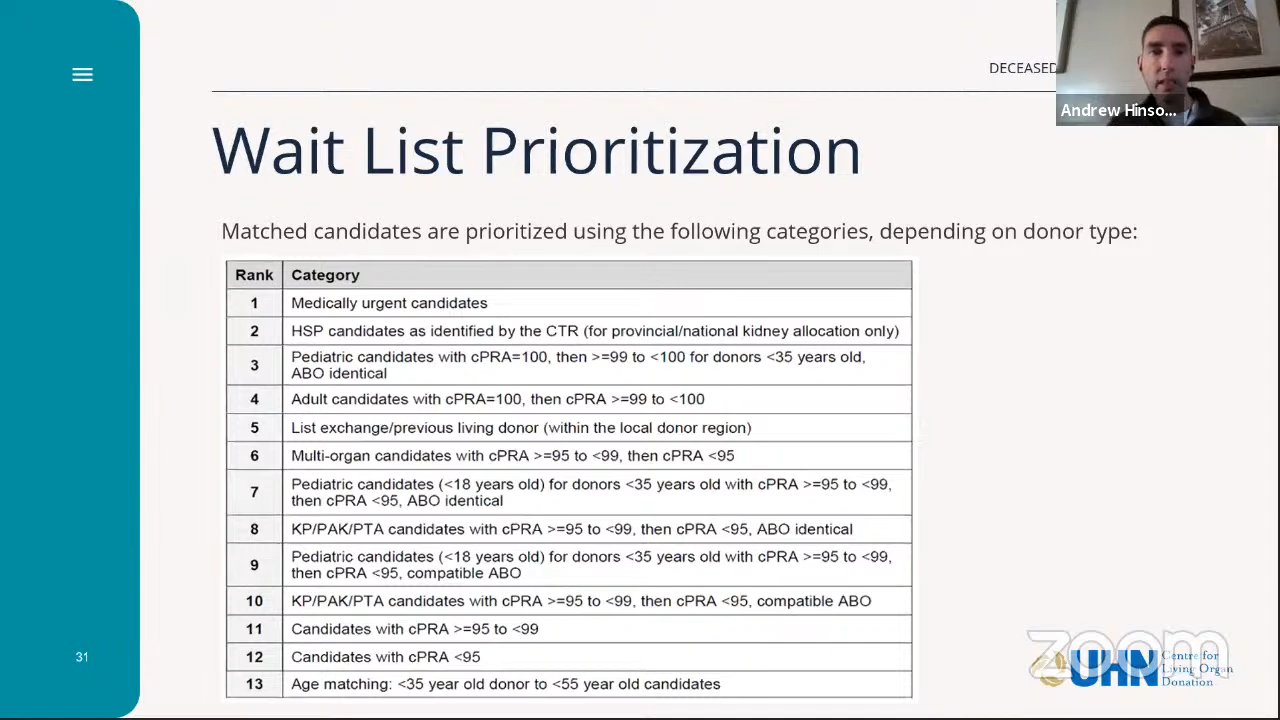 DECEASED
Andrew Hinso...
Wait List Prioritization
Matched candidates are prioritized using the following categories, depending on donor type:
Rank Category
1 Medically urgent candidates
2 HSP candidates as identified by the CTR (for provincial/national kidney allocation only)
3 Pediatric candidates with cPRA=100, then >=99 to <100 for donors <35 years old,
ABO identical
4 Adult candidates with cPRA=100, then cPRA >=99 to <100
5 List exchange/previous living donor (within the local donor region)
6 Multi-organ candidates with cPRA >=95 to <99, then cPRA <95
7 Pediatric candidates (<18 years old) for donors <35 years old with cPRA >=95 to <99,
then cPRA <95, ABO identical
8 KP/PAK/PTA candidates with cPRA >=95 to <99, then cPRA <95, ABO identical
9 Pediatric candidates (<18 years old) for donors <35 years old with cPRA >=95 to <99,
then cPRA <95, compatible ABO
10 KP/PAK/PTA candidates with cPRA >=95 to <99, then cPRA <95, compatible ABO
11 Candidates with cPRA >=95 to <99
12 Candidates with cPRA <95
13 Age matching: <35 year old donor to <55 year old candidates
31
zoom
UHN
Centre for
Living Organ
Donation